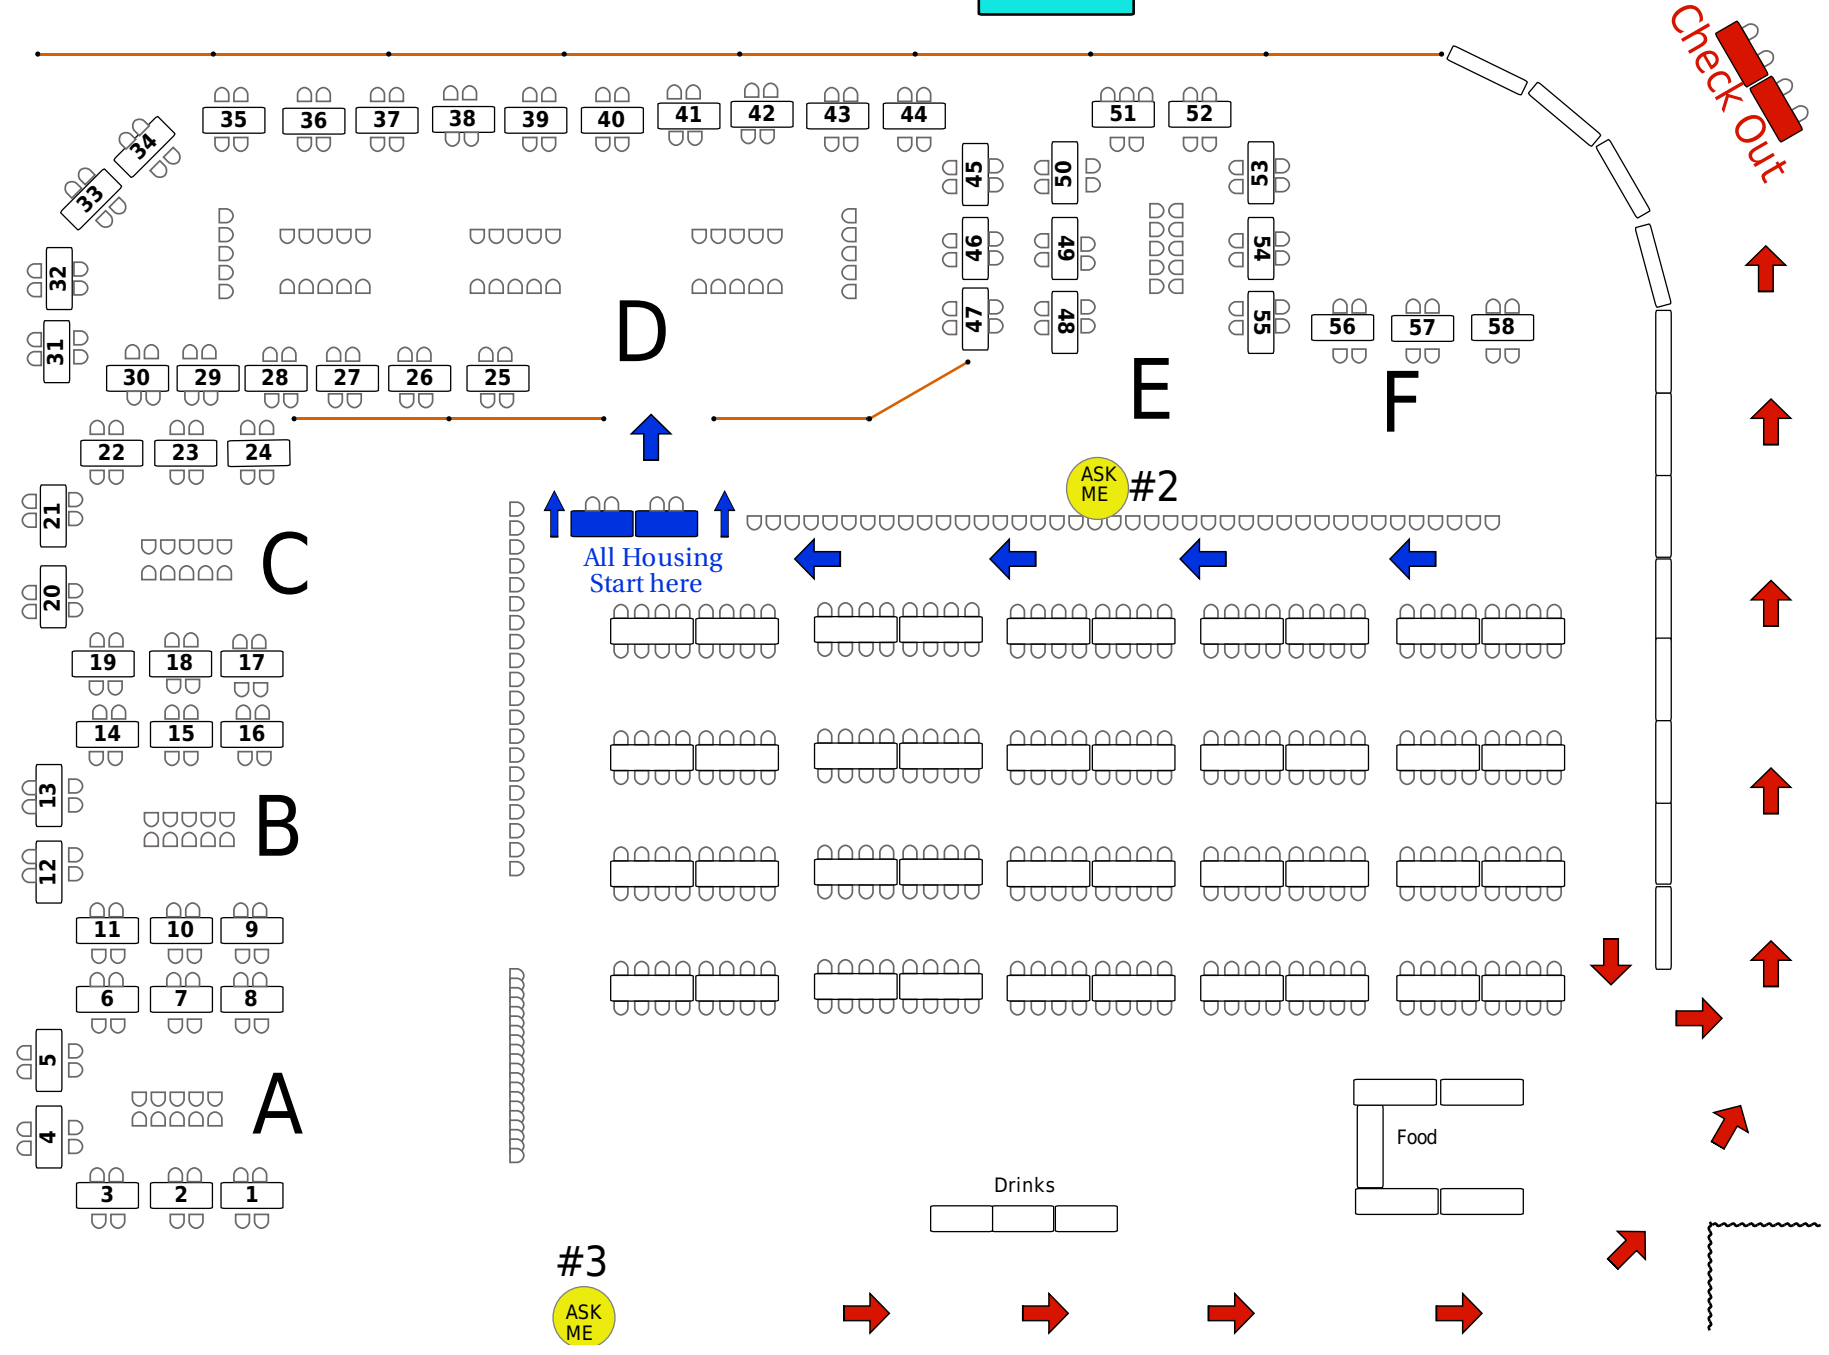 Check Out
35 36 37 38 39 40 41 42 43 44
51 52
34
33
45 50 53
46 49 54
47 48 55
32
31
56 57 58
D
30 29 28 27 26 25
E
F
22 23 24
ASK
ME
#2
21
20
C
All Housing
Start here
19 18 17
14 15 16
13
12
B
11 10 9
6 7 8
5
4
A
3 2 1
Food
Drinks
#3
ASK
ME